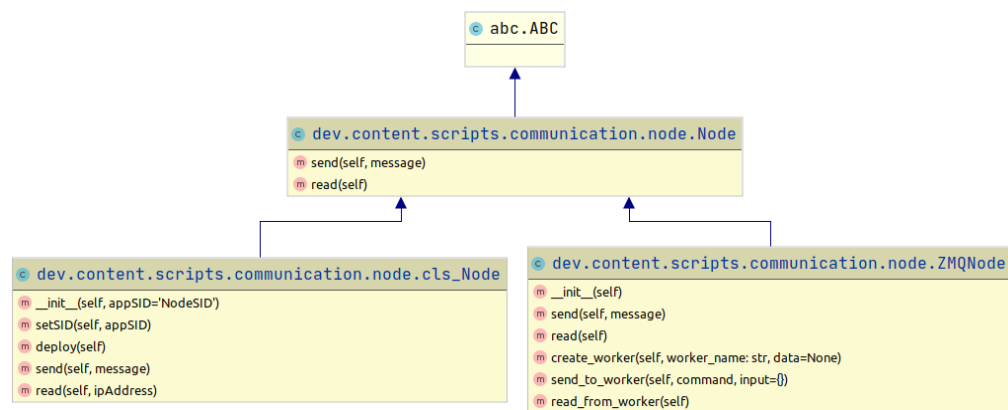 abc.ABC
dev.content.scripts.communication.node.Node
send(self, message)
read(self)
dev.content.scripts.communication.node.cls_Node
__init__(self, appSID='NodeSID')
setSID(self, appSID)
deploy(self)
send(self, message)
read(self, ipAddress)
dev.content.scripts.communication.node.ZMQNode
__init__(self)
send(self, message)
read(self)
create_worker(self, worker_name: str, data=None)
send_to_worker(self, command, input={})
read_from_worker(self)